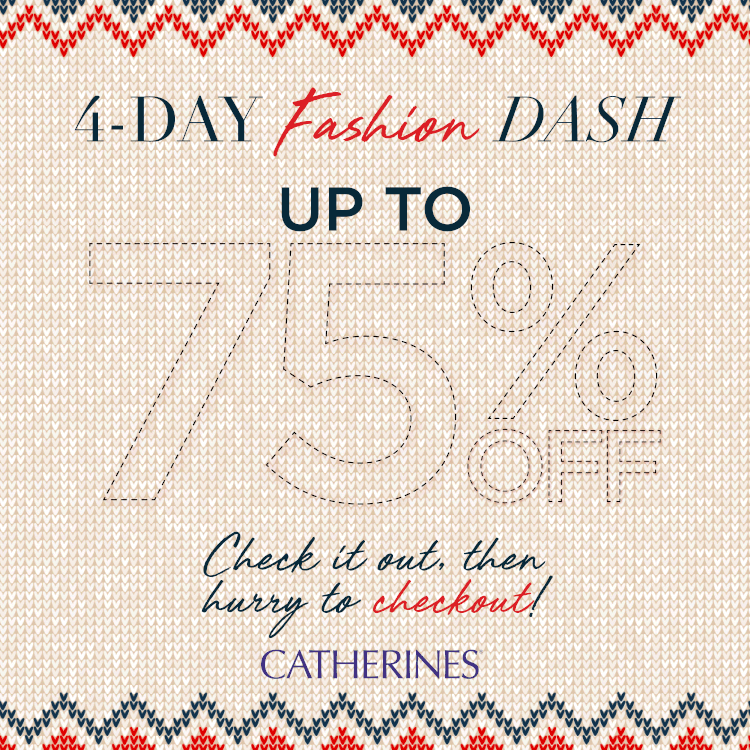 4-DAY Fashion DASH
UP TO
75%
OFF
Check it out, then
hurry to checkout!
CATHERINES